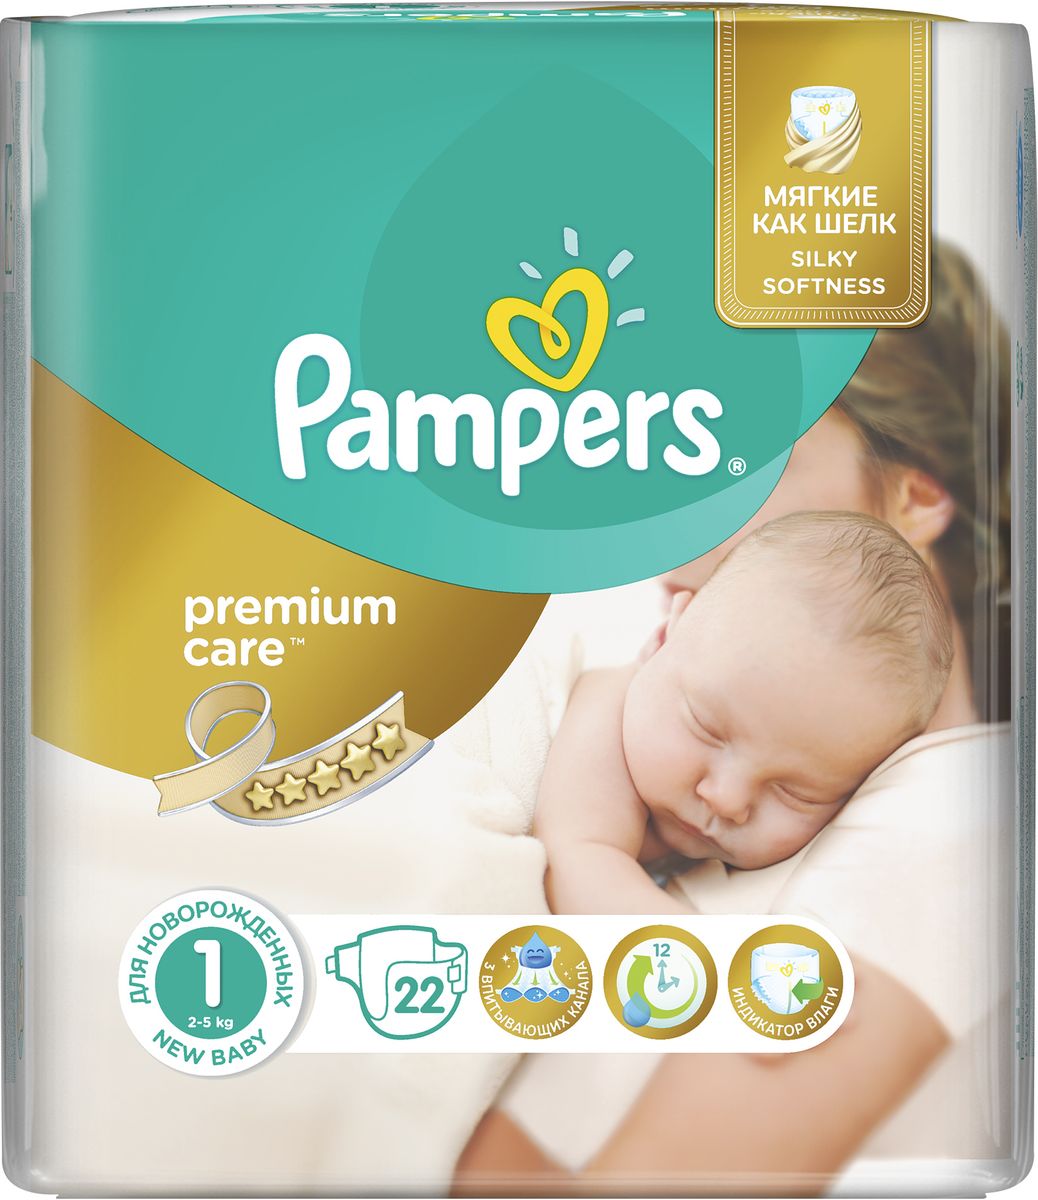 МЯГКИЕ
КАК ШЕЛК
SILKY
SOFTNESS
Pampers®
premium
care™
ДЛЯ НОВОРОЖДЕННЫХ
1
2-5 kg
NEW BABY
22
3 ВПИТЫВАЮЩИХ КАНАЛА
12
ИНДИКАТОР ВЛАГИ